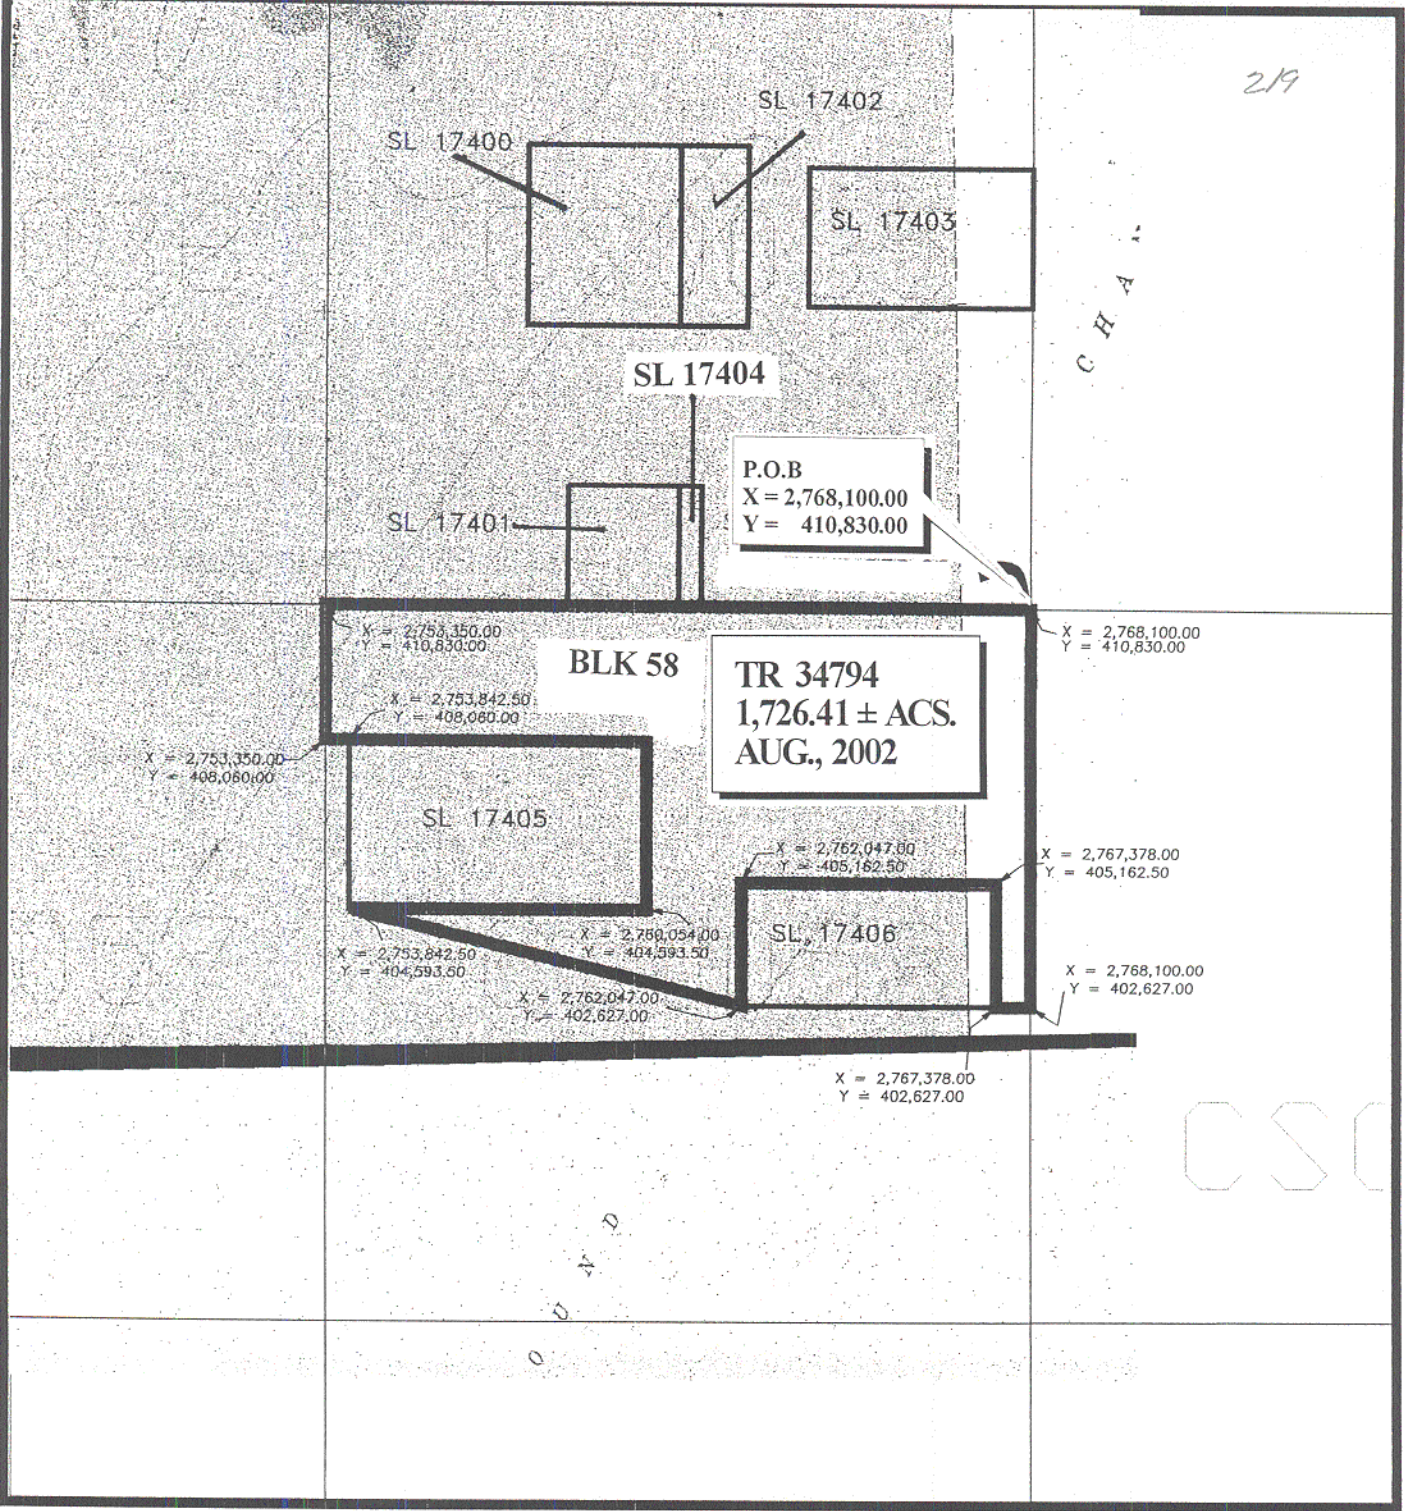 219
SL 17402
SL 17400
SL 17403
C H A
SL 17404
P.O.B
X = 2,768,100.00
Y = 410,830.00
SL 17401
X = 2,753,350.00
= 410,830.00
X = 2,768,100.00
Y = 410,830.00
BLK 58
TR 34794
1,726.41 ± ACS.
AUG., 2002
X = 2,753,842.50
Y = 408,060.00
X = 2,753,350.00
Y = 408,060.00
SL 17405
X = 2,762,047.00
Y = 405,162.50
X = 2,767,378.00
Y = 405,162.50
SL 17406
X = 2,760,054.00
Y = 404,593.50
X = 2,753,842.50
Y = 404,593.50
X = 2,768,100.00
Y = 402,627.00
X = 2,762,047.00
Y = 402,627.00
X = 2,767,378.00
Y = 402,627.00
CS
O U N D